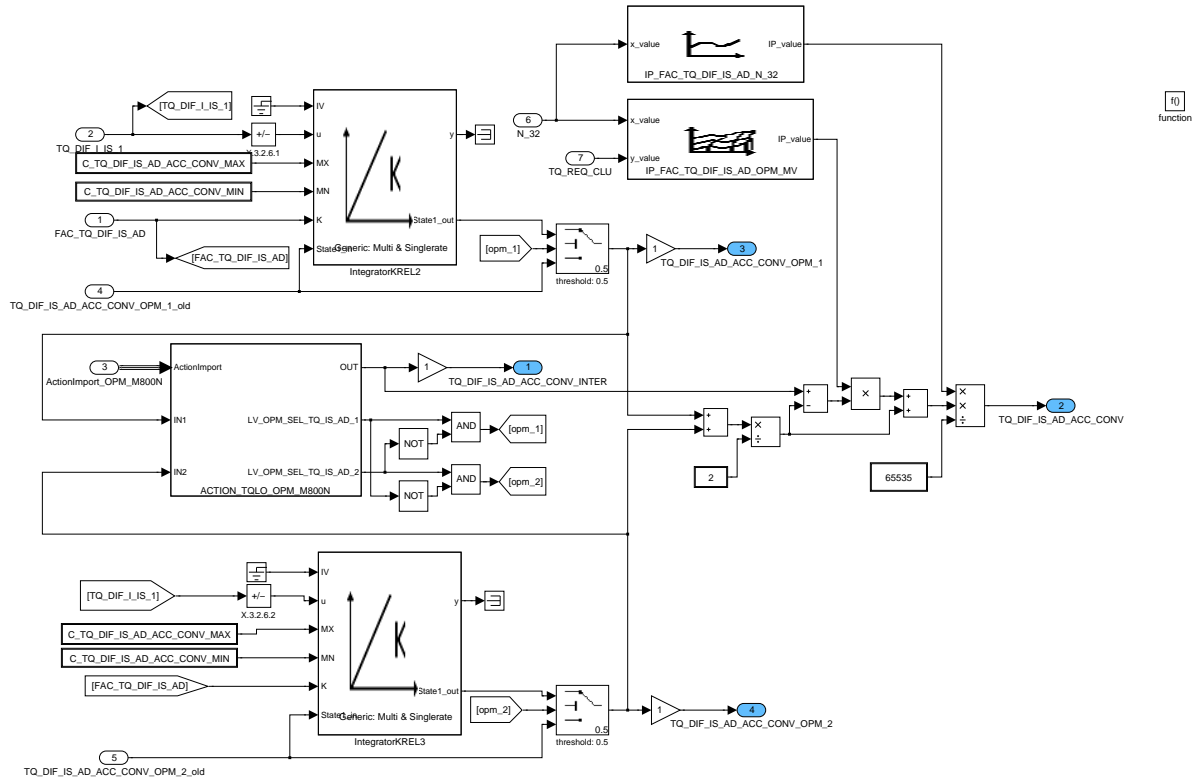 x_value
IP_value
IP_FAC_TQ_DIF_IS_AD_N_32
f()
function
[TQ_DIF_I_IS_1]
IV
6
N_32
x_value
IP_value
2
TQ_DIF_I_IS_1
+/−
X.3.2.6.1
u
y
7
TQ_REQ_CLU
y_value
IP_FAC_TQ_DIF_IS_AD_OPM_MV
C_TQ_DIF_IS_AD_ACC_CONV_MAX
MX
K
C_TQ_DIF_IS_AD_ACC_CONV_MIN
MN
1
FAC_TQ_DIF_IS_AD
K
State1_out
[FAC_TQ_DIF_IS_AD]
Generic: Multi & Singlerate
IntegratorKREL2
[opm_1]
0.5
threshold: 0.5
1
3
TQ_DIF_IS_AD_ACC_CONV_OPM_1
4
TQ_DIF_IS_AD_ACC_CONV_OPM_1_old
3
ActionImport_OPM_M800N
ActionImport
OUT
1
1
TQ_DIF_IS_AD_ACC_CONV_INTER
IN1
LV_OPM_SEL_TQ_IS_AD_1
AND
[opm_1]
NOT
IN2
LV_OPM_SEL_TQ_IS_AD_2
AND
[opm_2]
NOT
ACTION_TQLO_OPM_M800N
+
−
×
+
+
×
×
÷
2
TQ_DIF_IS_AD_ACC_CONV
+
+
×
÷
2
65535
IV
[TQ_DIF_I_IS_1]
+/−
X.3.2.6.2
u
y
C_TQ_DIF_IS_AD_ACC_CONV_MAX
MX
K
C_TQ_DIF_IS_AD_ACC_CONV_MIN
MN
[FAC_TQ_DIF_IS_AD]
K
State1_out
Generic: Multi & Singlerate
IntegratorKREL3
[opm_2]
0.5
threshold: 0.5
1
4
TQ_DIF_IS_AD_ACC_CONV_OPM_2
5
TQ_DIF_IS_AD_ACC_CONV_OPM_2_old